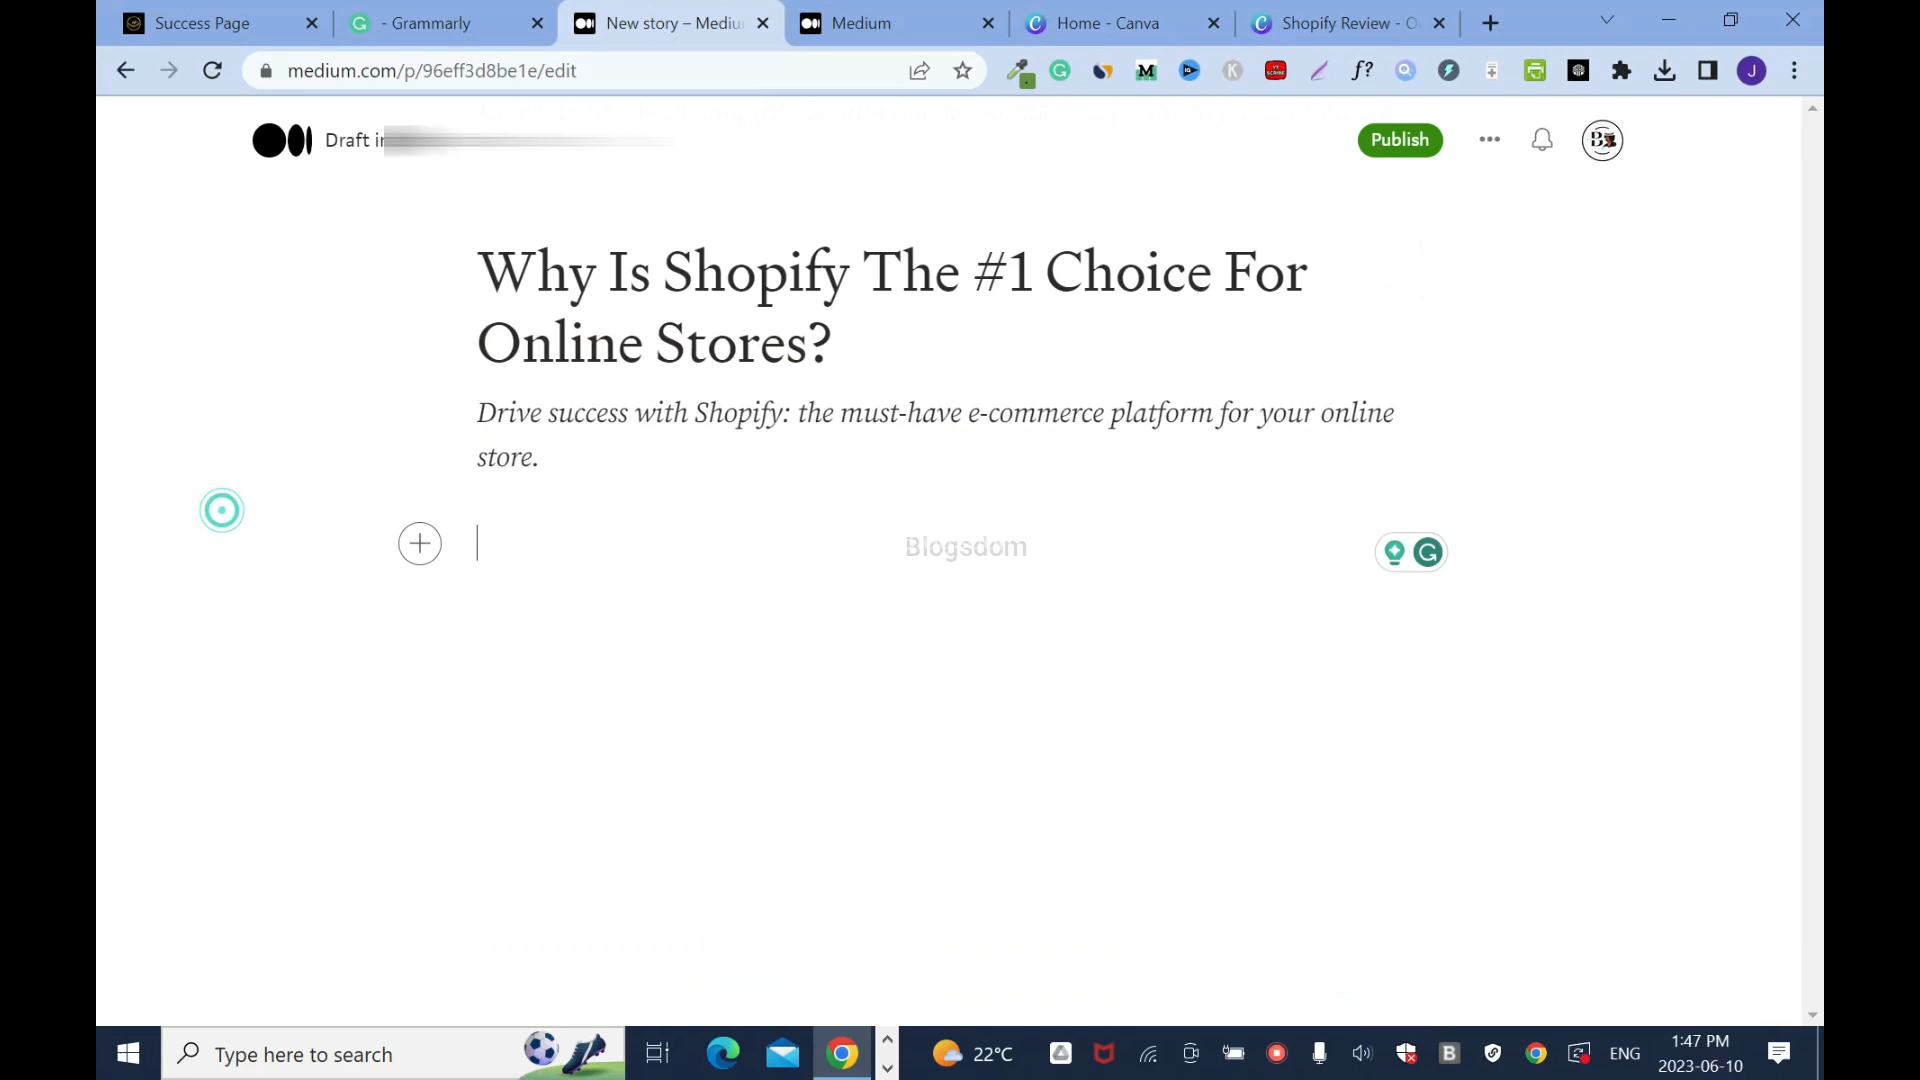 Success Page
- Grammarly
New story – Mediu
Medium
Home - Canva
Shopify Review - O
medium.com/p/96eff3d8be1e/edit
f?
J
Draft in
Publish
Why Is Shopify The #1 Choice For
Online Stores?
Drive success with Shopify: the must-have e-commerce platform for your online
store.
Blogsdom
Type here to search
22°C
ENG
1:47 PM
2023-06-10